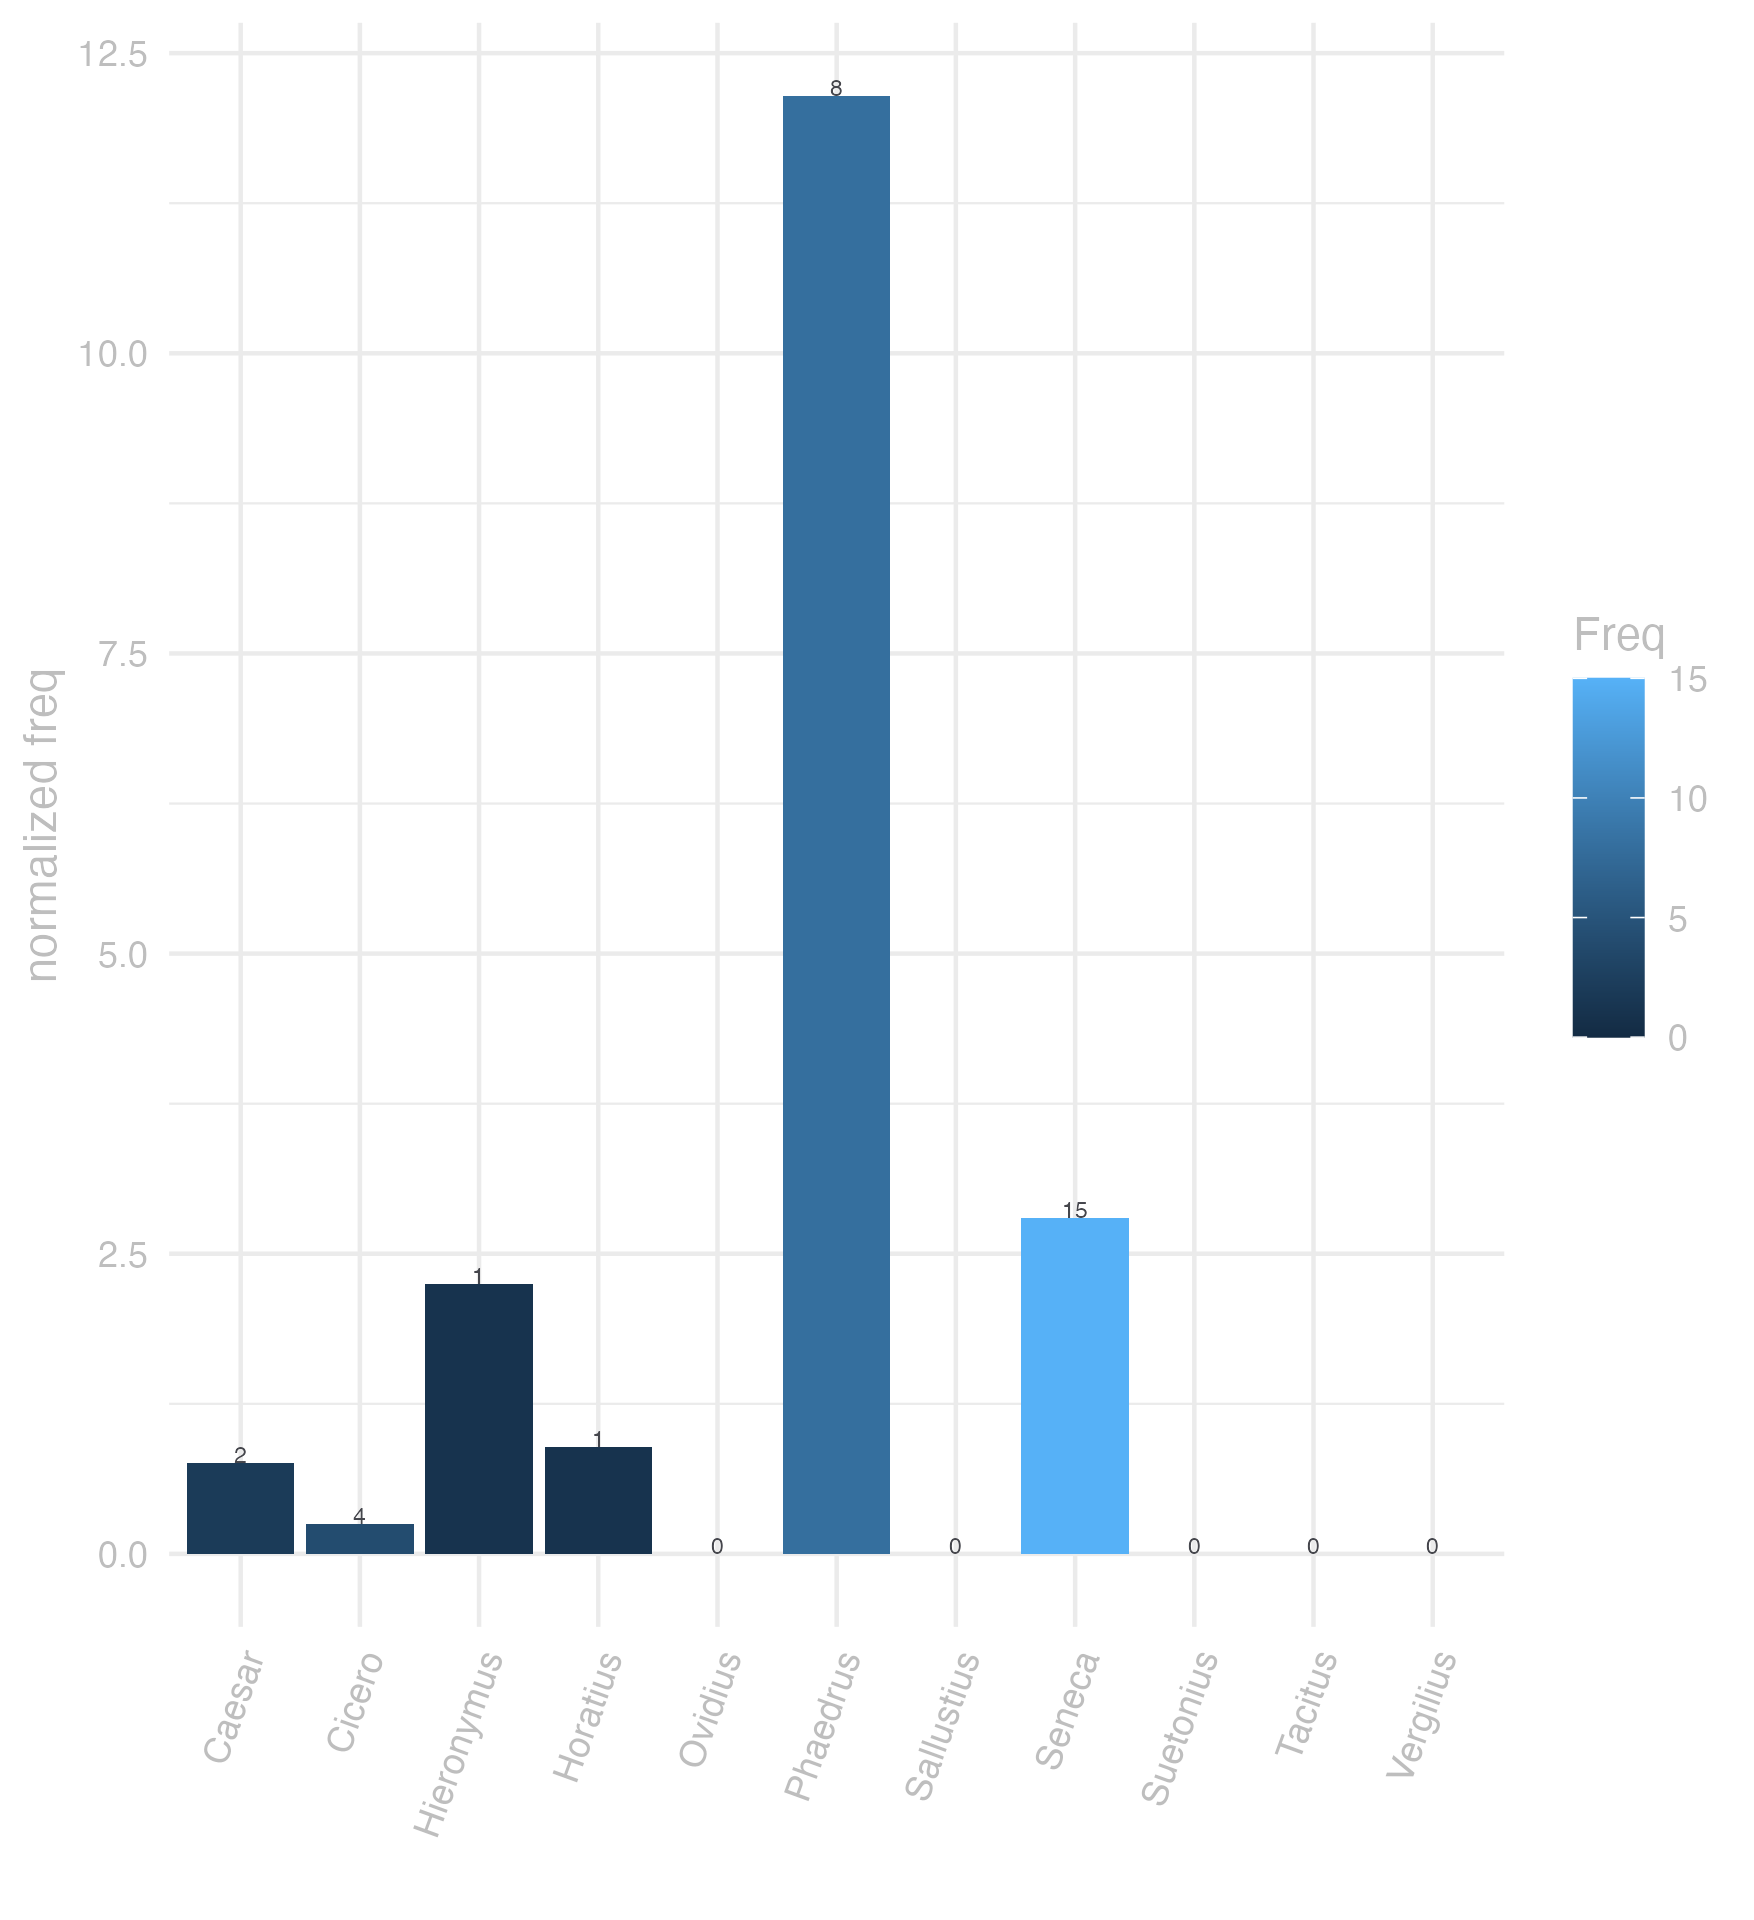 12.5
10.0
7.5
5.0
2.5
0.0
normalized freq
2
4
1
1
0
8
0
15
0
0
0
Caesar
Cicero
Hieronymus
Horatius
Ovidius
Phaedrus
Sallustius
Seneca
Suetonius
Tacitus
Vergilius
Freq
15
10
5
0